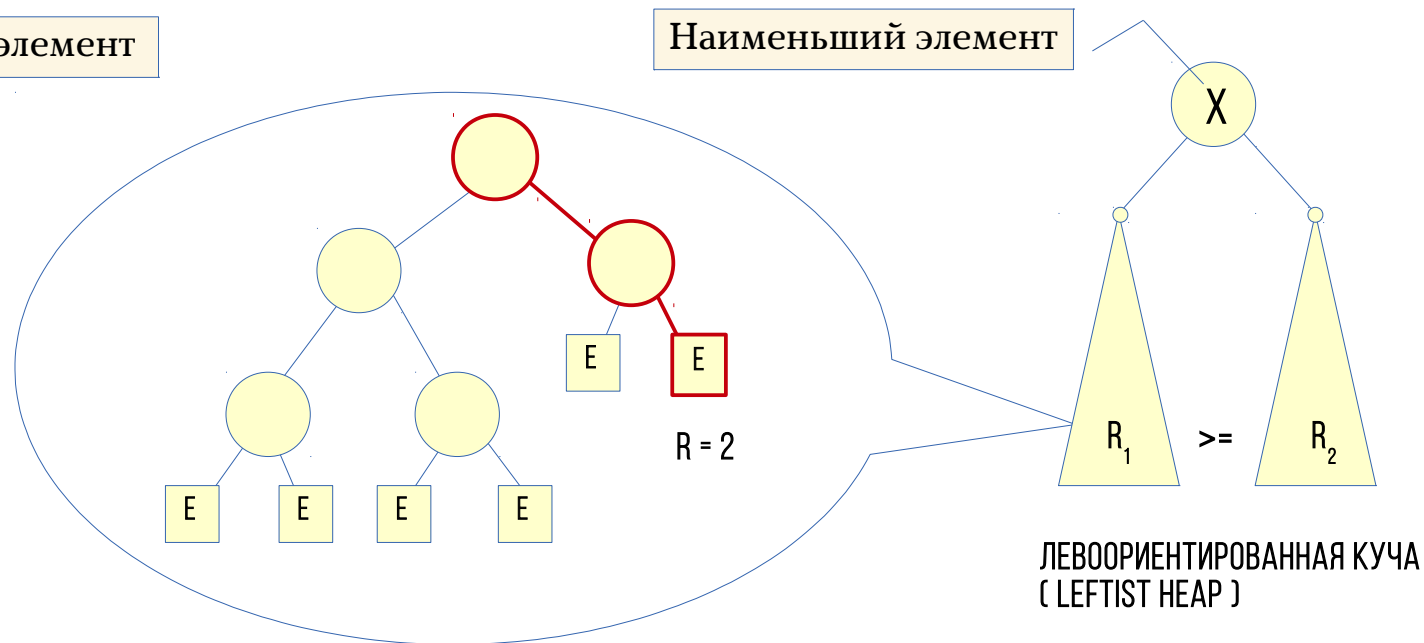 элемент
Наименьший элемент
X
E
E
R = 2
R1 >= R2
E E E E
ЛЕВООРИЕНТИРОВАННАЯ КУЧА
( LEFTIST HEAP )